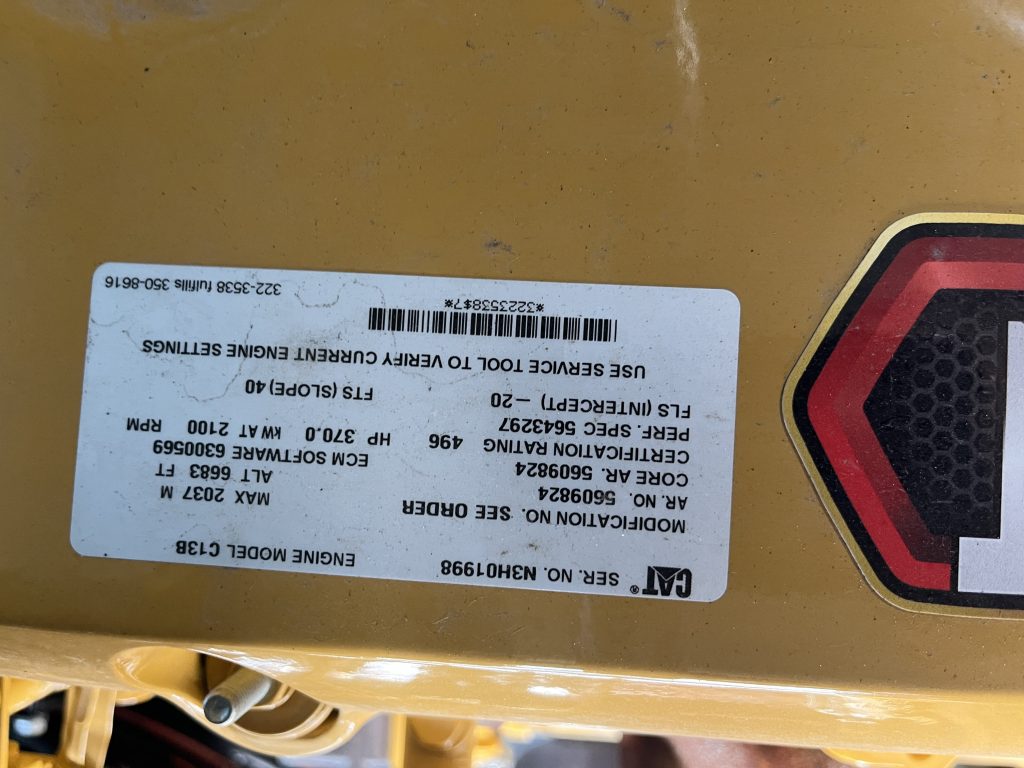 CAT® SER. NO. N3H01998 ENGINE MODEL C13B
MODIFICATION NO. SEE ORDER MAX 2037 M
AR. NO. 5609824 ALT 6683 FT
CORE AR. 5609824 ECM SOFTWARE 6300569
CERTIFICATION RATING 496 HP 370.0 kW AT 2100 RPM
PERF. SPEC 5643297
FLS (INTERCEPT) -20 FTS (SLOPE) 40
USE SERVICE TOOL TO VERIFY CURRENT ENGINE SETTINGS
*3223538$7*
322-3538 fulfills 350-8616